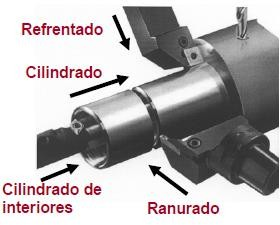 Refrentado
Cilindrado
Cilindrado de
interiores
Ranurado